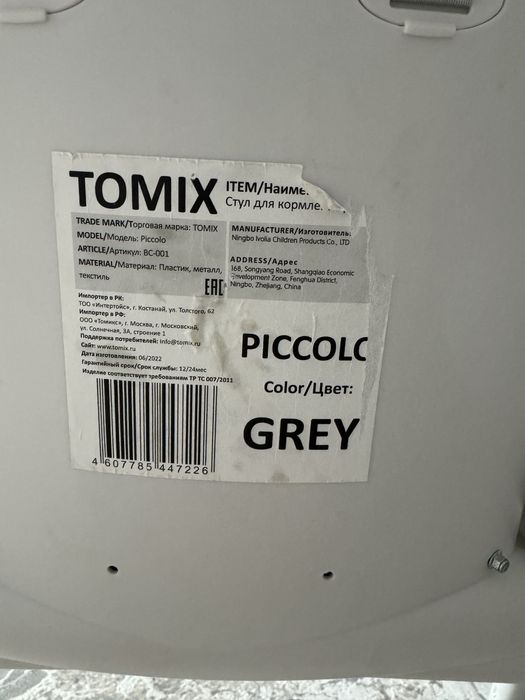 TOMIX
ITEM/Наиме
Стул для кормле
TRADE MARK/Торговая марка: TOMIX
MODEL/Модель: Piccolo
ARTICLE/Артикул: BC-001
MATERIAL/Материал: Пластик, металл,
текстиль
EAC
MANUFACTURER/Изготовитель:
Ningbo Ivolia Children Products Co., LTD
ADDRESS/Адрес
168, Songyang Road, Shangqiao Economic
Development Zone, Fenghua District,
Ningbo, Zhejiang, China
Импортер в РК:
ТОО «Интертойс», г. Костанай, ул. Толстого, 62
Импортер в РФ:
ООО «Томикс», г. Москва, г. Московский,
ул. Солнечная, 3А, строение 1
Поддержка потребителей: info@tomix.ru
Сайт: www.tomix.ru
Дата изготовления: 06/2022
Гарантийный срок/Срок службы: 12/24мес
Изделие соответствует требованиям ТР ТС 007/2011
4 607785 447226
PICCOLO
Color/Цвет:
GREY